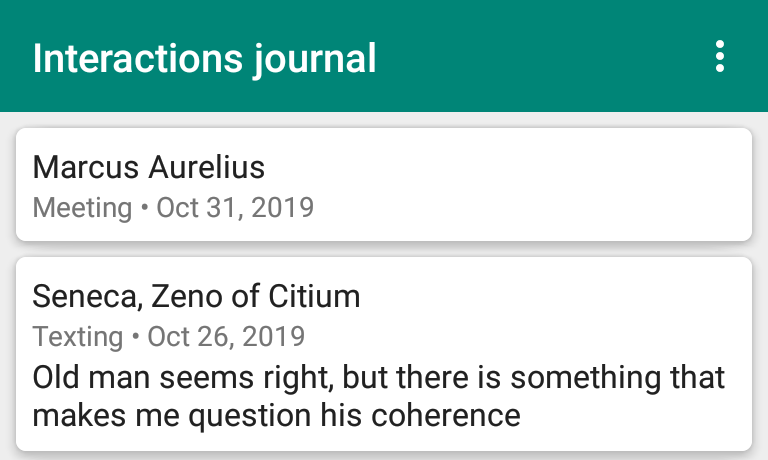 Interactions journal
Marcus Aurelius
Meeting • Oct 31, 2019
Seneca, Zeno of Citium
Texting • Oct 26, 2019
Old man seems right, but there is something that
makes me question his coherence